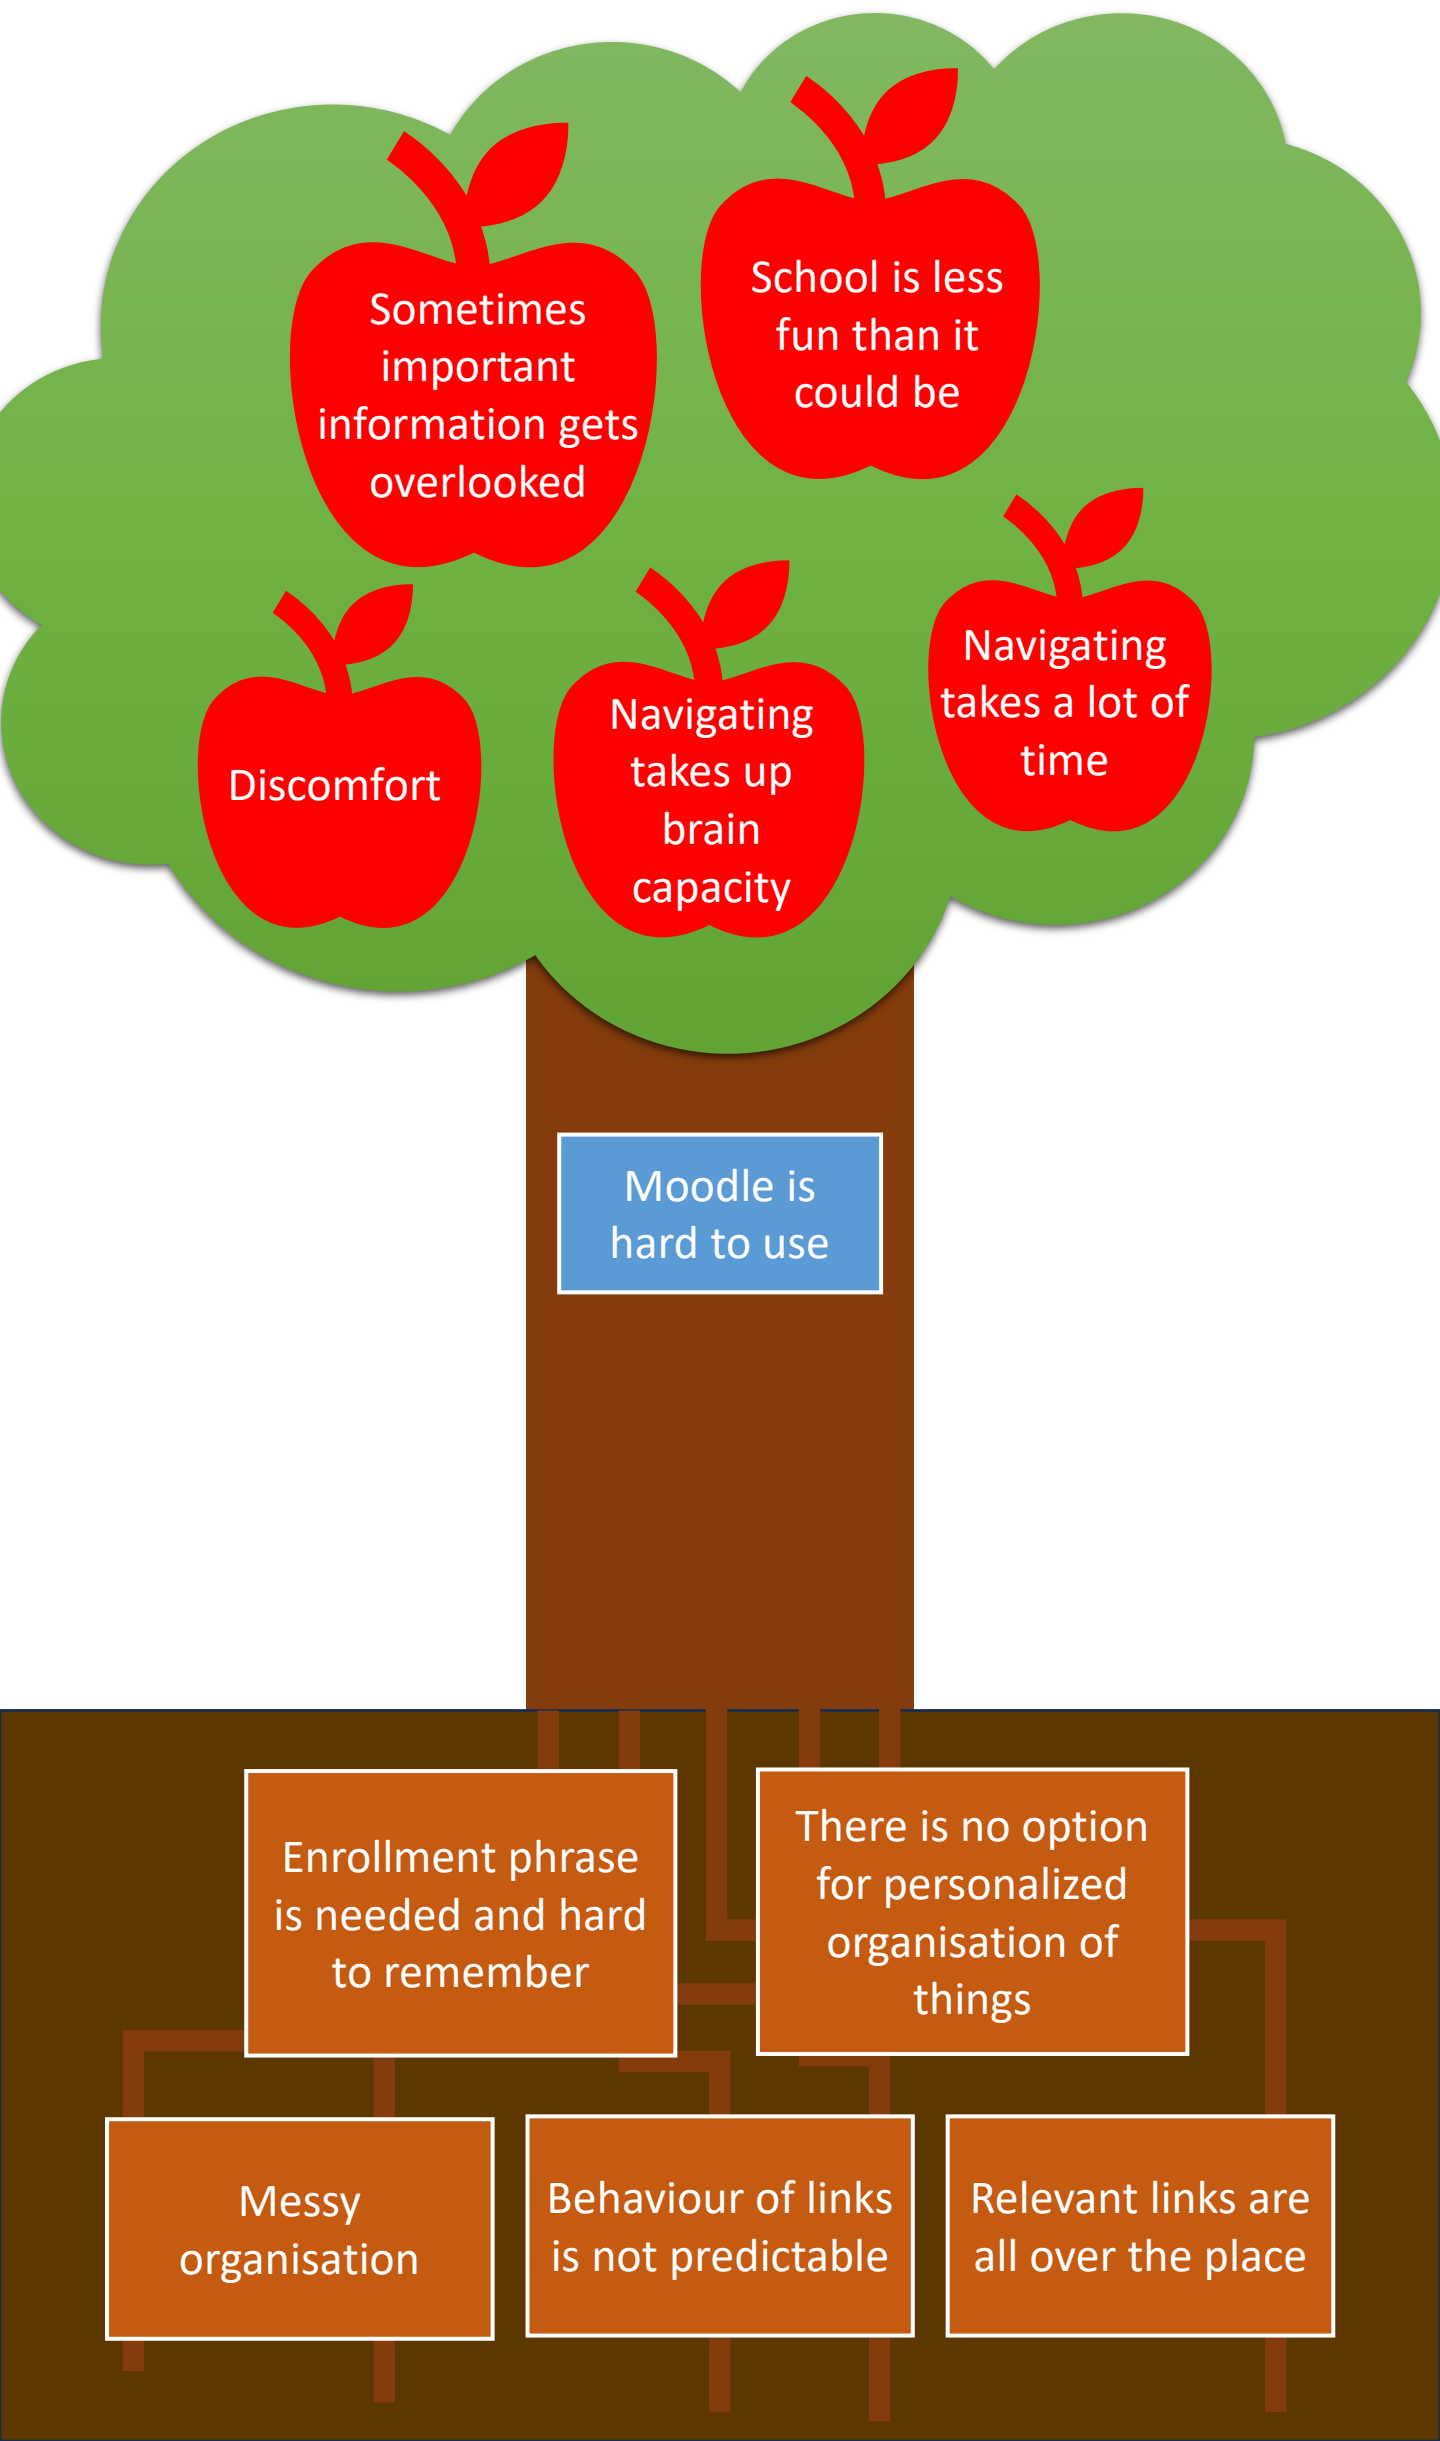 Sometimes
important
information gets
overlooked
School is less
fun than it
could be
Discomfort
Navigating
takes up
brain
capacity
Navigating
takes a lot of
time
Moodle is
hard to use
Enrollment phrase
is needed and hard
to remember
There is no option
for personalized
organisation of
things
Messy
organisation
Behaviour of links
is not predictable
Relevant links are
all over the place